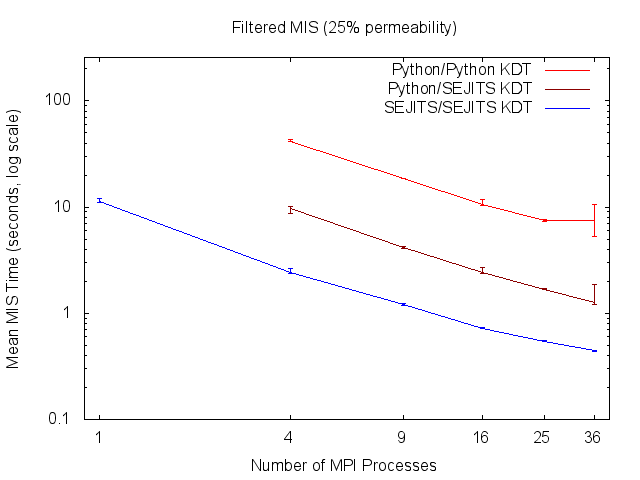 Filtered MIS (25% permeability)
Python/Python KDT
Python/SEJITS KDT
SEJITS/SEJITS KDT
Mean MIS Time (seconds, log scale)
100
10
1
0.1
1 4 9 16 25 36
Number of MPI Processes